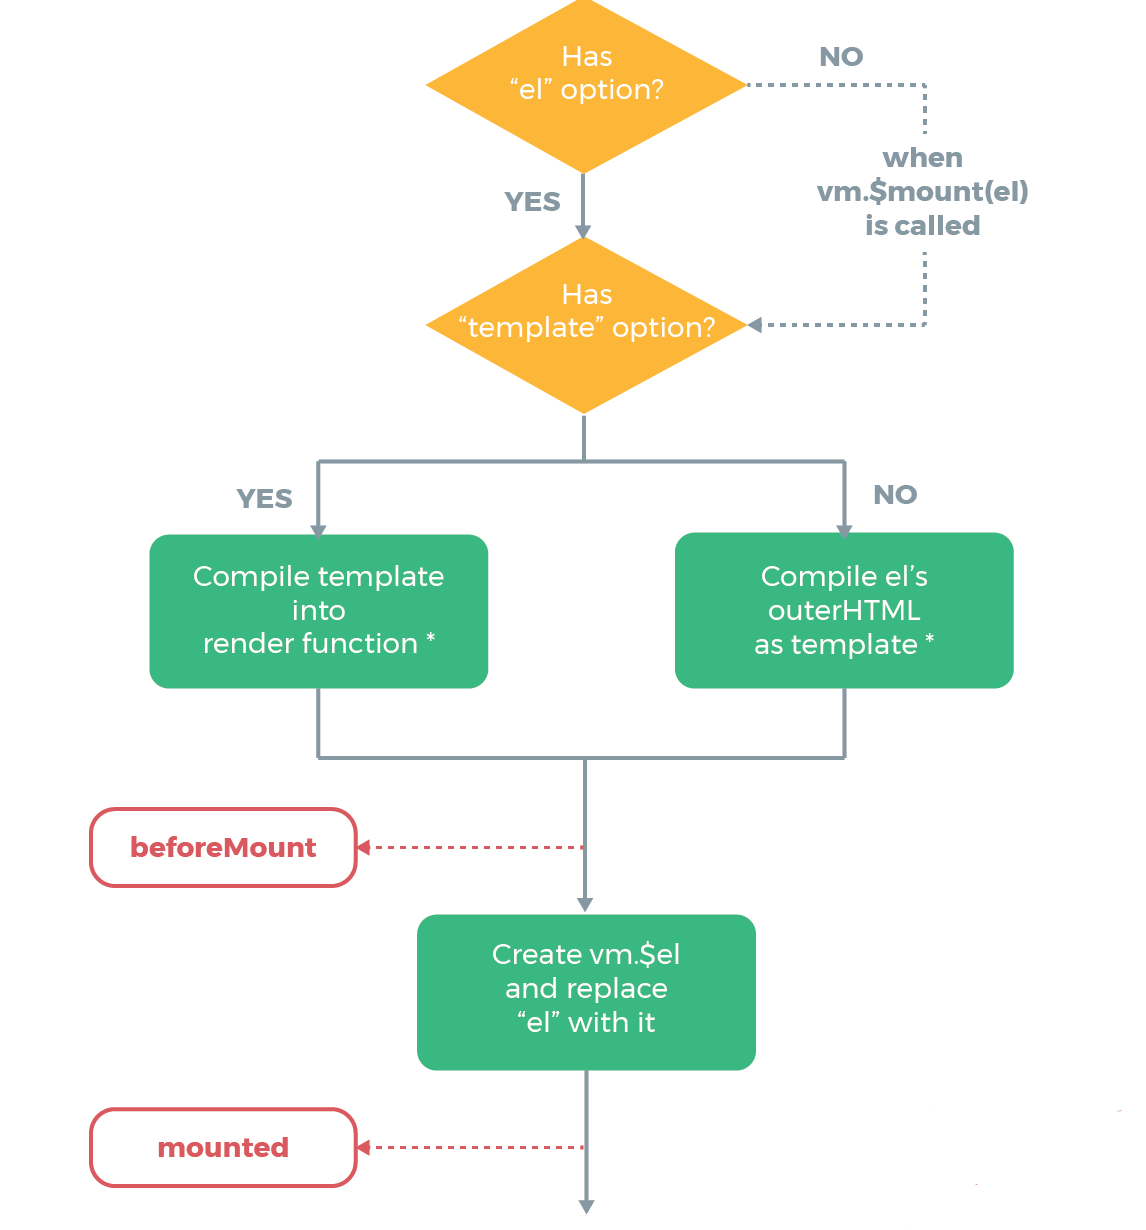 Has
“el” option?
NO
when
vm.$mount(el)
is called
YES
Has
“template” option?
YES
NO
Compile template
into
render function *
Compile el’s
outerHTML
as template *
beforeMount
Create vm.$el
and replace
“el” with it
mounted